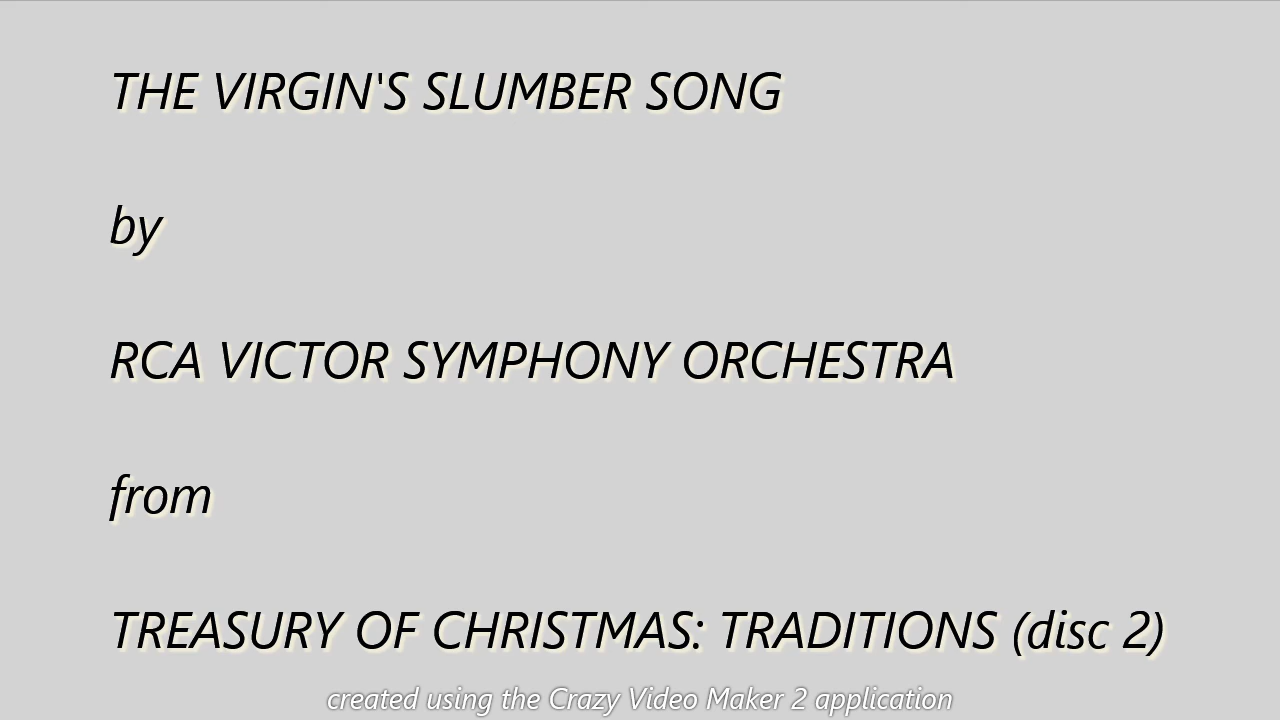 THE VIRGIN'S SLUMBER SONG
by
RCA VICTOR SYMPHONY ORCHESTRA
from
TREASURY OF CHRISTMAS: TRADITIONS (disc 2)
created using the Crazy Video Maker 2 application